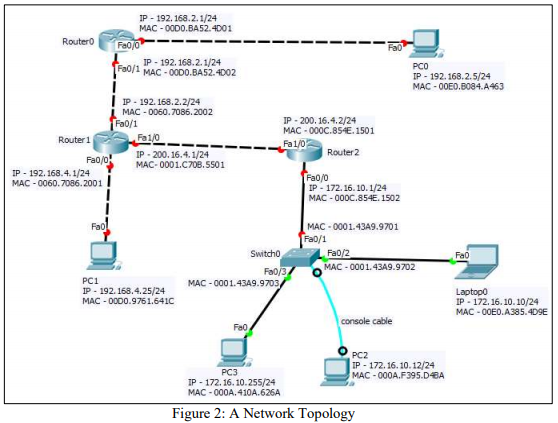 IP - 192.168.2.1/24
MAC - 00D0.BA52.4D01
Router0
Fa0/0
Fa0
Fa0/1
IP - 192.168.2.1/24
MAC - 00D0.BA52.4D02
PC0
IP - 192.168.2.5/24
MAC - 00E0.B084.A463
IP - 192.168.2.2/24
MAC - 0060.7086.2002
Fa0/1
IP - 200.16.4.2/24
MAC - 000C.854E.1501
Router1
Fa1/0
Fa1/0
Router2
Fa0/0
IP - 200.16.4.1/24
MAC - 0001.C70B.5501
IP - 192.168.4.1/24
MAC - 0060.7086.2001
Fa0/0
IP - 172.16.10.1/24
MAC - 000C.854E.1502
Fa0
MAC - 0001.43A9.9701
Fa0/1
Switch0
Fa0/2
Fa0
MAC - 0001.43A9.9702
PC1
IP - 192.168.4.25/24
MAC - 00D0.9761.641C
Fa0/3
MAC - 0001.43A9.9703
Laptop0
IP - 172.16.10.10/24
MAC - 00E0.A385.4D9E
console cable
Fa0
PC3
IP - 172.16.10.255/24
MAC - 000A.410A.626A
PC2
IP - 172.16.10.12/24
MAC - 000A.F395.D4BA
Figure 2: A Network Topology